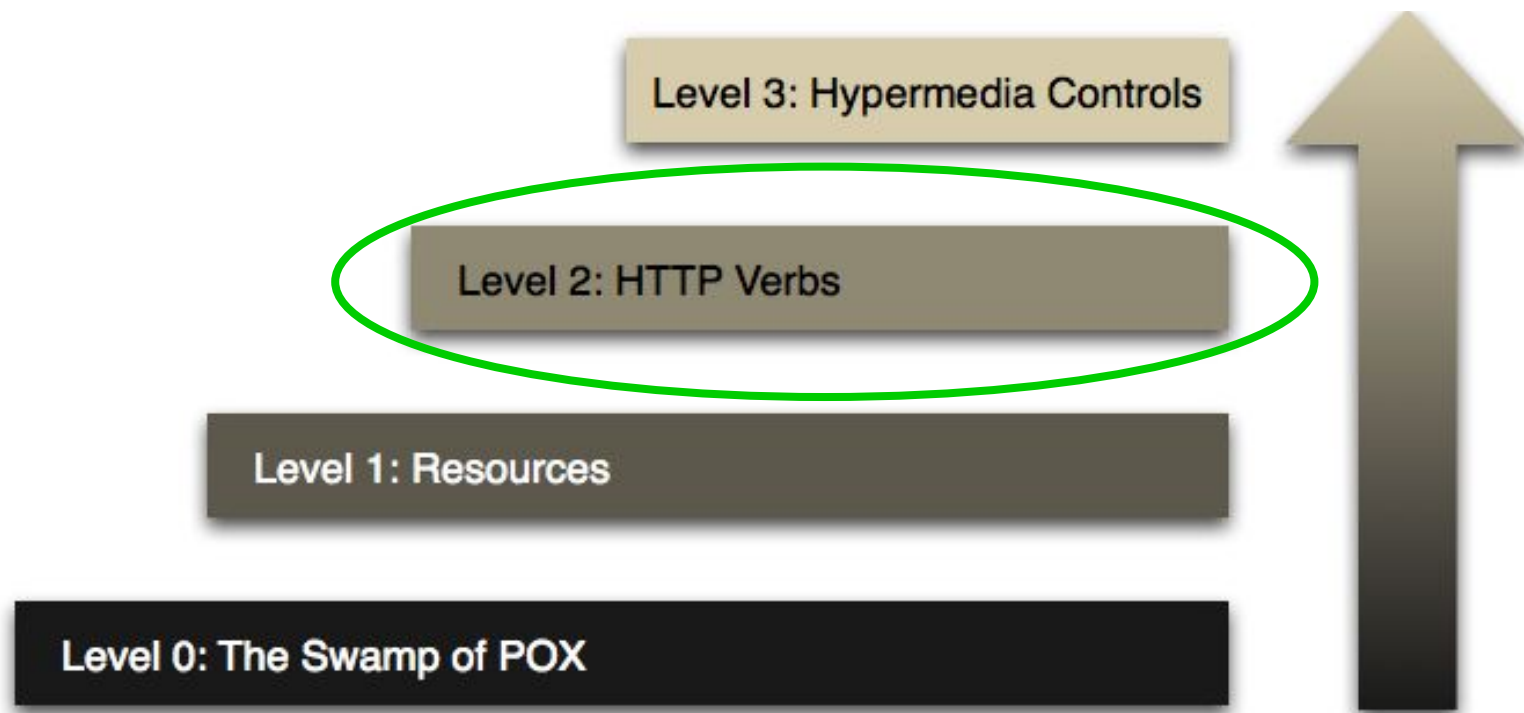 Level 3: Hypermedia Controls
Level 2: HTTP Verbs
Level 1: Resources
Level 0: The Swamp of POX